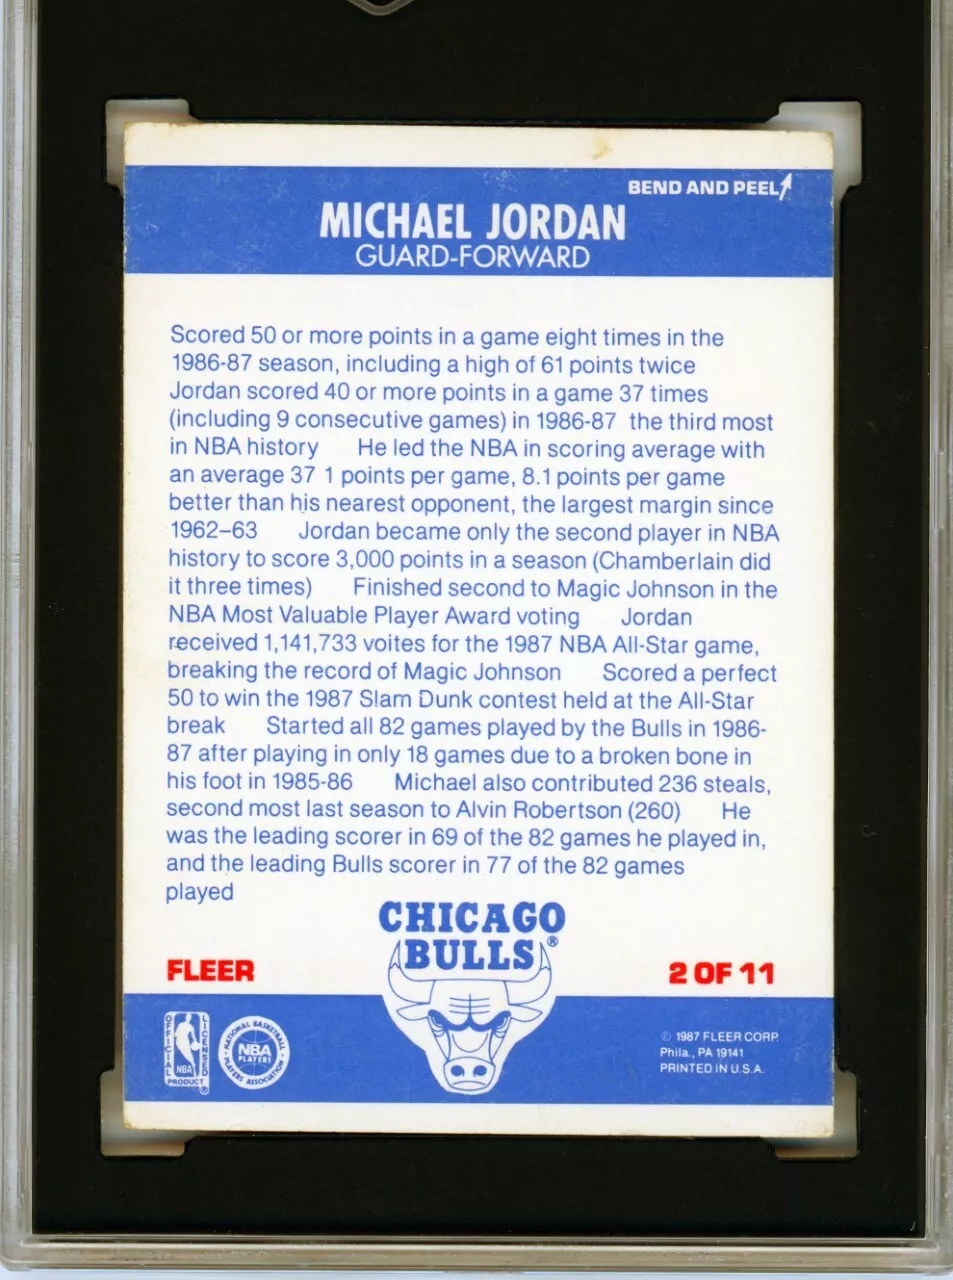 BEND AND PEEL
MICHAEL JORDAN
GUARD-FORWARD
Scored 50 or more points in a game eight times in the
1986-87 season, including a high of 61 points twice
Jordan scored 40 or more points in a game 37 times
(including 9 consecutive games) in 1986-87 the third most
in NBA history He led the NBA in scoring average with
an average 37 1 points per game, 8.1 points per game
better than his nearest opponent, the largest margin since
1962–63 Jordan became only the second player in NBA
history to score 3,000 points in a season (Chamberlain did
it three times) Finished second to Magic Johnson in the
NBA Most Valuable Player Award voting Jordan
received 1,141,733 voites for the 1987 NBA All-Star game,
breaking the record of Magic Johnson Scored a perfect
50 to win the 1987 Slam Dunk contest held at the All-Star
break Started all 82 games played by the Bulls in 1986-
87 after playing in only 18 games due to a broken bone in
his foot in 1985-86 Michael also contributed 236 steals,
second most last season to Alvin Robertson (260) He
was the leading scorer in 69 of the 82 games he played in,
and the leading Bulls scorer in 77 of the 82 games
played
CHICAGO
BULLS®
FLEER
2 OF 11
OFFICIAL LICENSED
NBA
PRODUCT ®
NATIONAL BASKETBALL
NBA
PLAYERS
PLAYERS ASSOCIATION
© 1987 FLEER CORP.
Phila., PA 19141
PRINTED IN U.S.A.